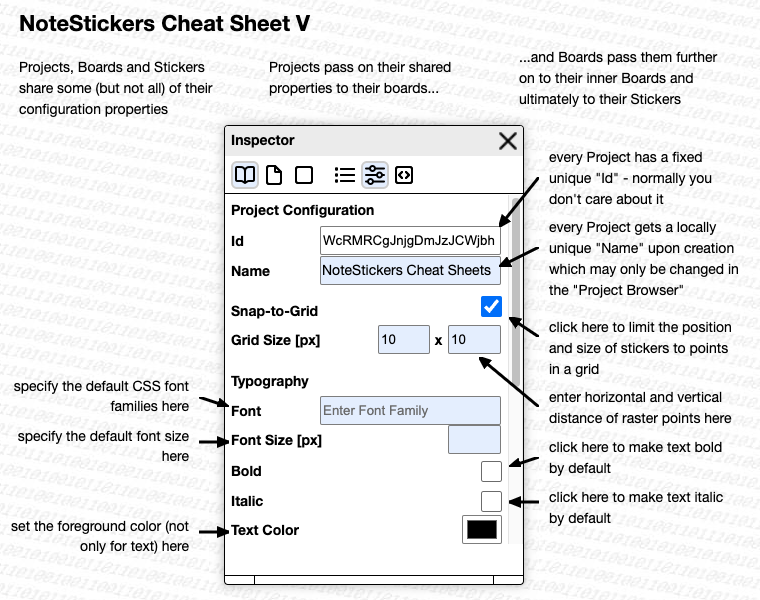 NoteStickers Cheat Sheet V
Projects, Boards and Stickers
share some (but not all) of their
configuration properties
Projects pass on their shared
properties to their boards...
...and Boards pass them further
on to their inner Boards and
ultimately to their Stickers
Inspector
Project Configuration
Id
WcRMRCgJnjgDmJzJCWjbh
Name
NoteStickers Cheat Sheets
Snap-to-Grid
Grid Size [px]
10 x 10
Typography
Font
Enter Font Family
Font Size [px]
Bold
Italic
Text Color
every Project has a fixed
unique "Id" - normally you
don't care about it
every Project gets a locally
unique "Name" upon creation
which may only be changed in
the "Project Browser"
click here to limit the position
and size of stickers to points
in a grid
enter horizontal and vertical
distance of raster points here
click here to make text bold
by default
click here to make text italic
by default
specify the default CSS font
families here
specify the default font size
here
set the foreground color (not
only for text) here